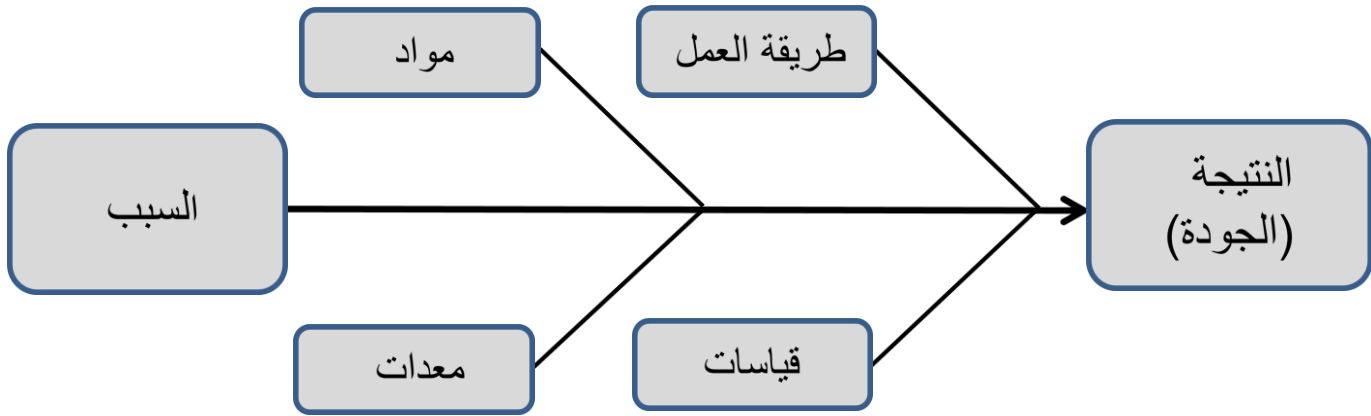 طريقة العمل
مواد
النتيجة
(الجودة)
السبب
قياسات
معدات